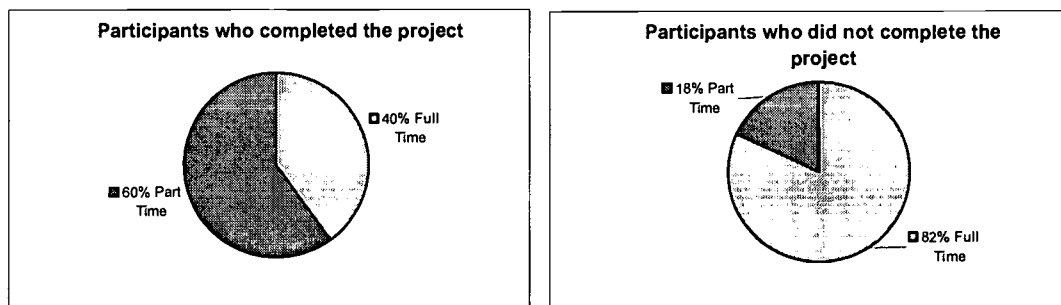 Participants who completed the project
40% Full
Time
60% Part
Time
Participants who did not complete the
project
18% Part
Time
82% Full
Time